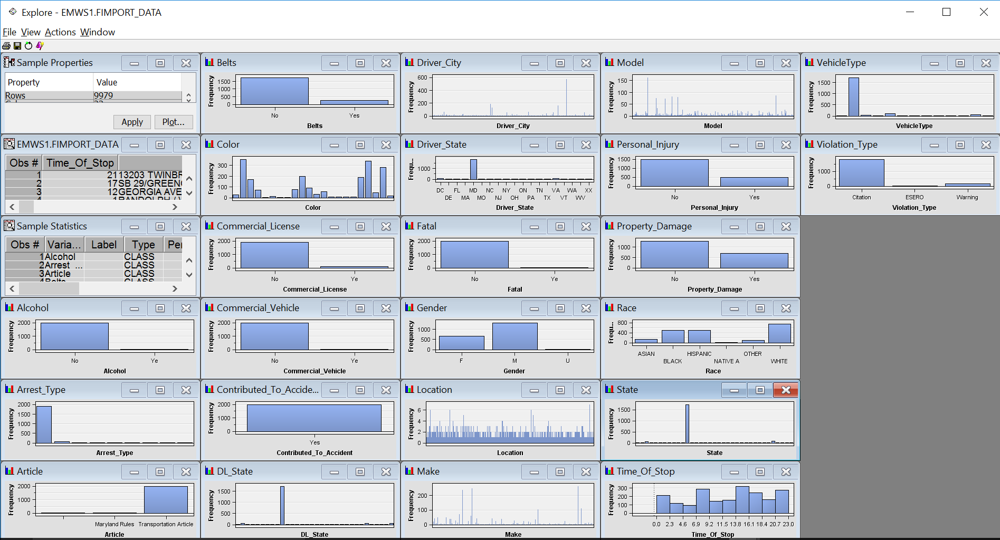 Explore - EMWS1.FIMPORT_DATA
File View Actions Window
Sample Properties
Property Value
Rows 9979
Apply Plot...
Belts
Frequency
1500
1000
500
0
No Yes
Belts
Driver_City
Frequency
600
400
200
0
Driver_City
Model
Frequency
150
100
50
0
Model
VehicleType
Frequency
1500
1000
500
0
VehicleType
EMWS1.FIMPORT_DATA
Obs # Time_Of_Stop
1 21 13203 TWINBR
2 17 SB 29/GREENC
3 12 GEORGIA AVE
Color
Frequency
300
200
100
0
Color
Driver_State
Frequ...
1000
0
DC FL MD NC NY ON TN VA WA XX
DE MA MO NJ OH PA TX VT WV
Driver_State
Personal_Injury
Frequency
1500
1000
500
0
No Yes
Personal_Injury
Violation_Type
Frequency
1000
0
Citation ESERO Warning
Violation_Type
Sample Statistics
Obs # Varia... Label Type Per
1 Alcohol CLASS
2 Arrest ... CLASS
3 Article CLASS
Commercial_License
Frequency
2000
1000
0
No Ye
Commercial_License
Fatal
Frequency
2000
1000
0
No Ye
Fatal
Property_Damage
Frequency
1000
500
0
No Yes
Property_Damage
Alcohol
Frequency
2000
1000
0
No Ye
Alcohol
Commercial_Vehicle
Frequency
2000
1000
0
No Ye
Commercial_Vehicle
Gender
Frequency
1000
500
0
F M U
Gender
Race
Frequ...
800
400
0
ASIAN HISPANIC OTHER
BLACK NATIVE A WHITE
Race
Arrest_Type
Frequency
2000
1500
1000
500
0
Arrest_Type
Contributed_To_Accide...
Frequency
2000
1000
0
Yes
Contributed_To_Accident
Location
Frequency
6
4
2
0
Location
State
Frequency
1500
1000
500
0
State
Article
Frequency
2000
1000
0
Maryland Rules Transportation Article
Article
DL_State
Frequency
1500
1000
500
0
DL_State
Make
Frequency
200
100
0
Make
Time_Of_Stop
Frequency
300
200
100
0
0.0 2.3 4.6 6.9 9.2 11.5 13.8 16.1 18.4 20.7 23.0
Time_Of_Stop